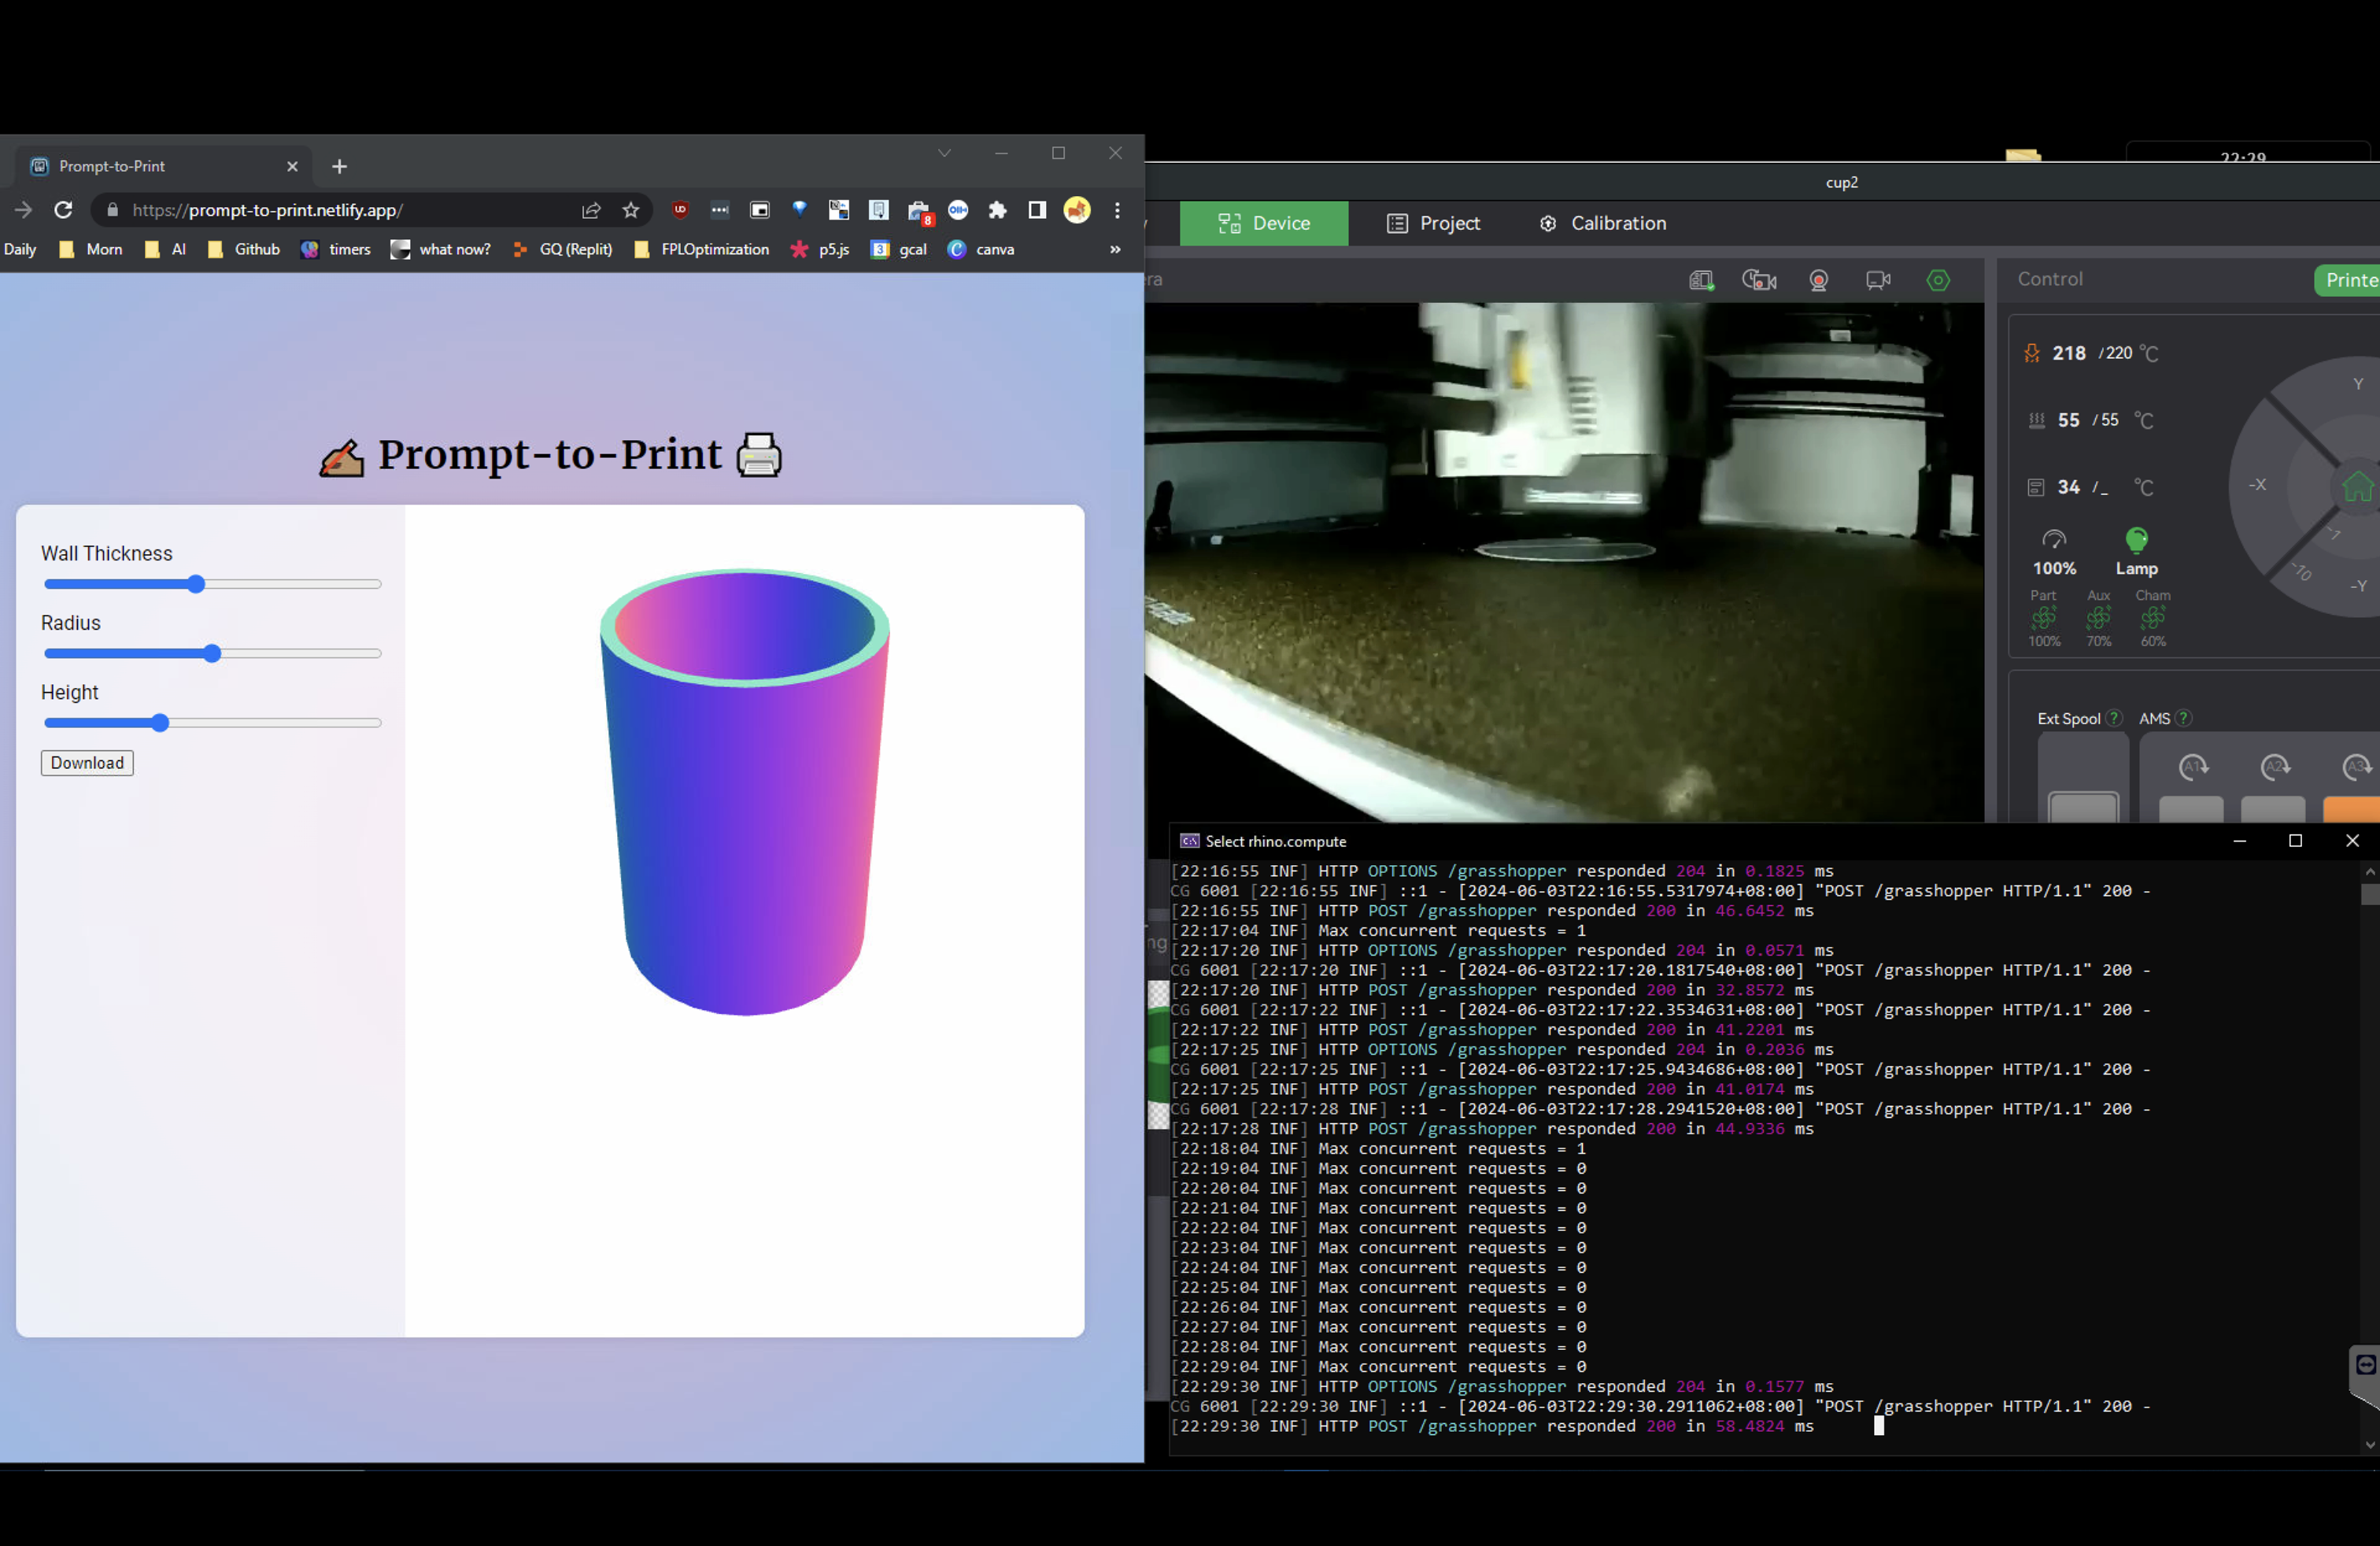 Prompt-to-Print
https://prompt-to-print.netlify.app/
8
Daily Morn AI Github timers what now? GQ (Replit) FPLOptimization p5.js 3 gcal canva »
Prompt-to-Print
Wall Thickness
Radius
Height
Download
22:29
cup2
Device Project Calibration
ra
Control
Printe
218 /220 °C
55 / 55 °C
34 /_ °C
100% Lamp
Part Aux Cham
100% 70% 60%
Y
-X
-1
-10
-Y
Ext Spool ? AMS ?
A1 A2 A3
ng
Select rhino.compute
[22:16:55 INF] HTTP OPTIONS /grasshopper responded 204 in 0.1825 ms
CG 6001 [22:16:55 INF] ::1 - [2024-06-03T22:16:55.5317974+08:00] "POST /grasshopper HTTP/1.1" 200 -
[22:16:55 INF] HTTP POST /grasshopper responded 200 in 46.6452 ms
[22:17:04 INF] Max concurrent requests = 1
[22:17:20 INF] HTTP OPTIONS /grasshopper responded 204 in 0.0571 ms
CG 6001 [22:17:20 INF] ::1 - [2024-06-03T22:17:20.1817540+08:00] "POST /grasshopper HTTP/1.1" 200 -
[22:17:20 INF] HTTP POST /grasshopper responded 200 in 32.8572 ms
CG 6001 [22:17:22 INF] ::1 - [2024-06-03T22:17:22.3534631+08:00] "POST /grasshopper HTTP/1.1" 200 -
[22:17:22 INF] HTTP POST /grasshopper responded 200 in 41.2201 ms
[22:17:25 INF] HTTP OPTIONS /grasshopper responded 204 in 0.2036 ms
CG 6001 [22:17:25 INF] ::1 - [2024-06-03T22:17:25.9434686+08:00] "POST /grasshopper HTTP/1.1" 200 -
[22:17:25 INF] HTTP POST /grasshopper responded 200 in 41.0174 ms
CG 6001 [22:17:28 INF] ::1 - [2024-06-03T22:17:28.2941520+08:00] "POST /grasshopper HTTP/1.1" 200 -
[22:17:28 INF] HTTP POST /grasshopper responded 200 in 44.9336 ms
[22:18:04 INF] Max concurrent requests = 1
[22:19:04 INF] Max concurrent requests = 0
[22:20:04 INF] Max concurrent requests = 0
[22:21:04 INF] Max concurrent requests = 0
[22:22:04 INF] Max concurrent requests = 0
[22:23:04 INF] Max concurrent requests = 0
[22:24:04 INF] Max concurrent requests = 0
[22:25:04 INF] Max concurrent requests = 0
[22:26:04 INF] Max concurrent requests = 0
[22:27:04 INF] Max concurrent requests = 0
[22:28:04 INF] Max concurrent requests = 0
[22:29:04 INF] Max concurrent requests = 0
[22:29:30 INF] HTTP OPTIONS /grasshopper responded 204 in 0.1577 ms
CG 6001 [22:29:30 INF] ::1 - [2024-06-03T22:29:30.2911062+08:00] "POST /grasshopper HTTP/1.1" 200 -
[22:29:30 INF] HTTP POST /grasshopper responded 200 in 58.4824 ms